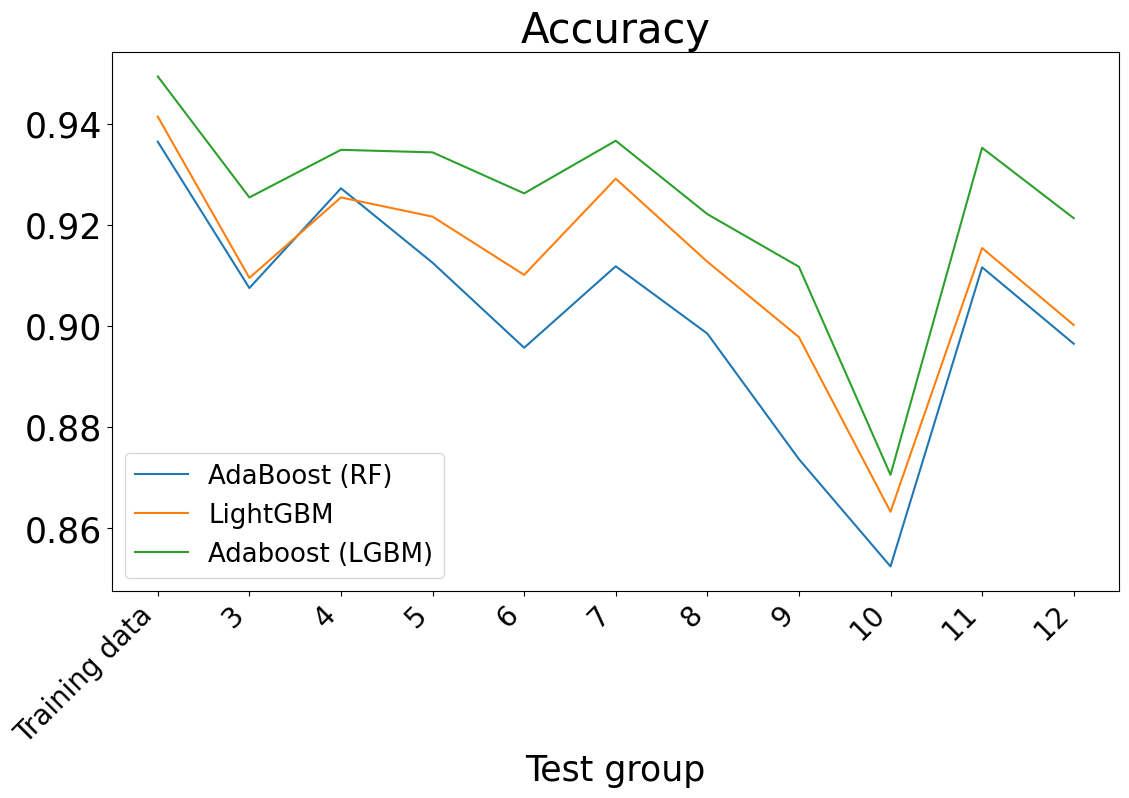 Accuracy
0.94
0.92
0.90
0.88
0.86
AdaBoost (RF)
LightGBM
Adaboost (LGBM)
Training data
3
4
5
6
7
8
9
10
11
12
Test group